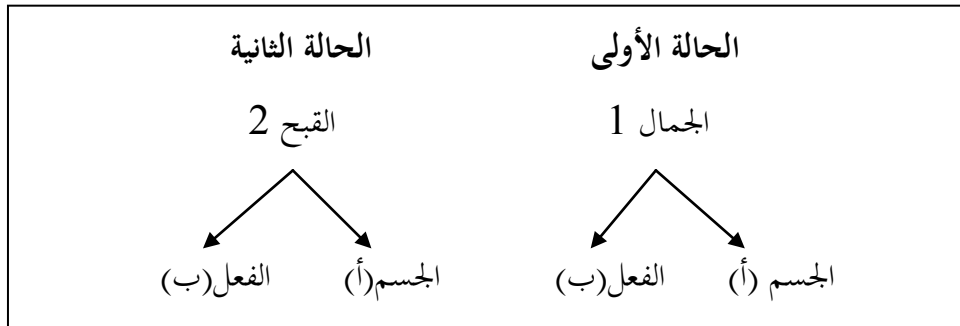 الحالة الأولى الحالة الثانية
الجمال 1 القبح 2
الجسم (أ) الفعل(ب) الجسم(أ) الفعل(ب)